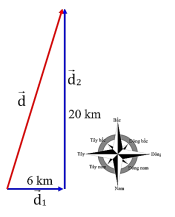 d⃗
d⃗₂
20 km
6 km
d⃗₁
Bắc
Tây bắc
Đông bắc
Tây
Đông
Tây nam
Đông nam
Nam